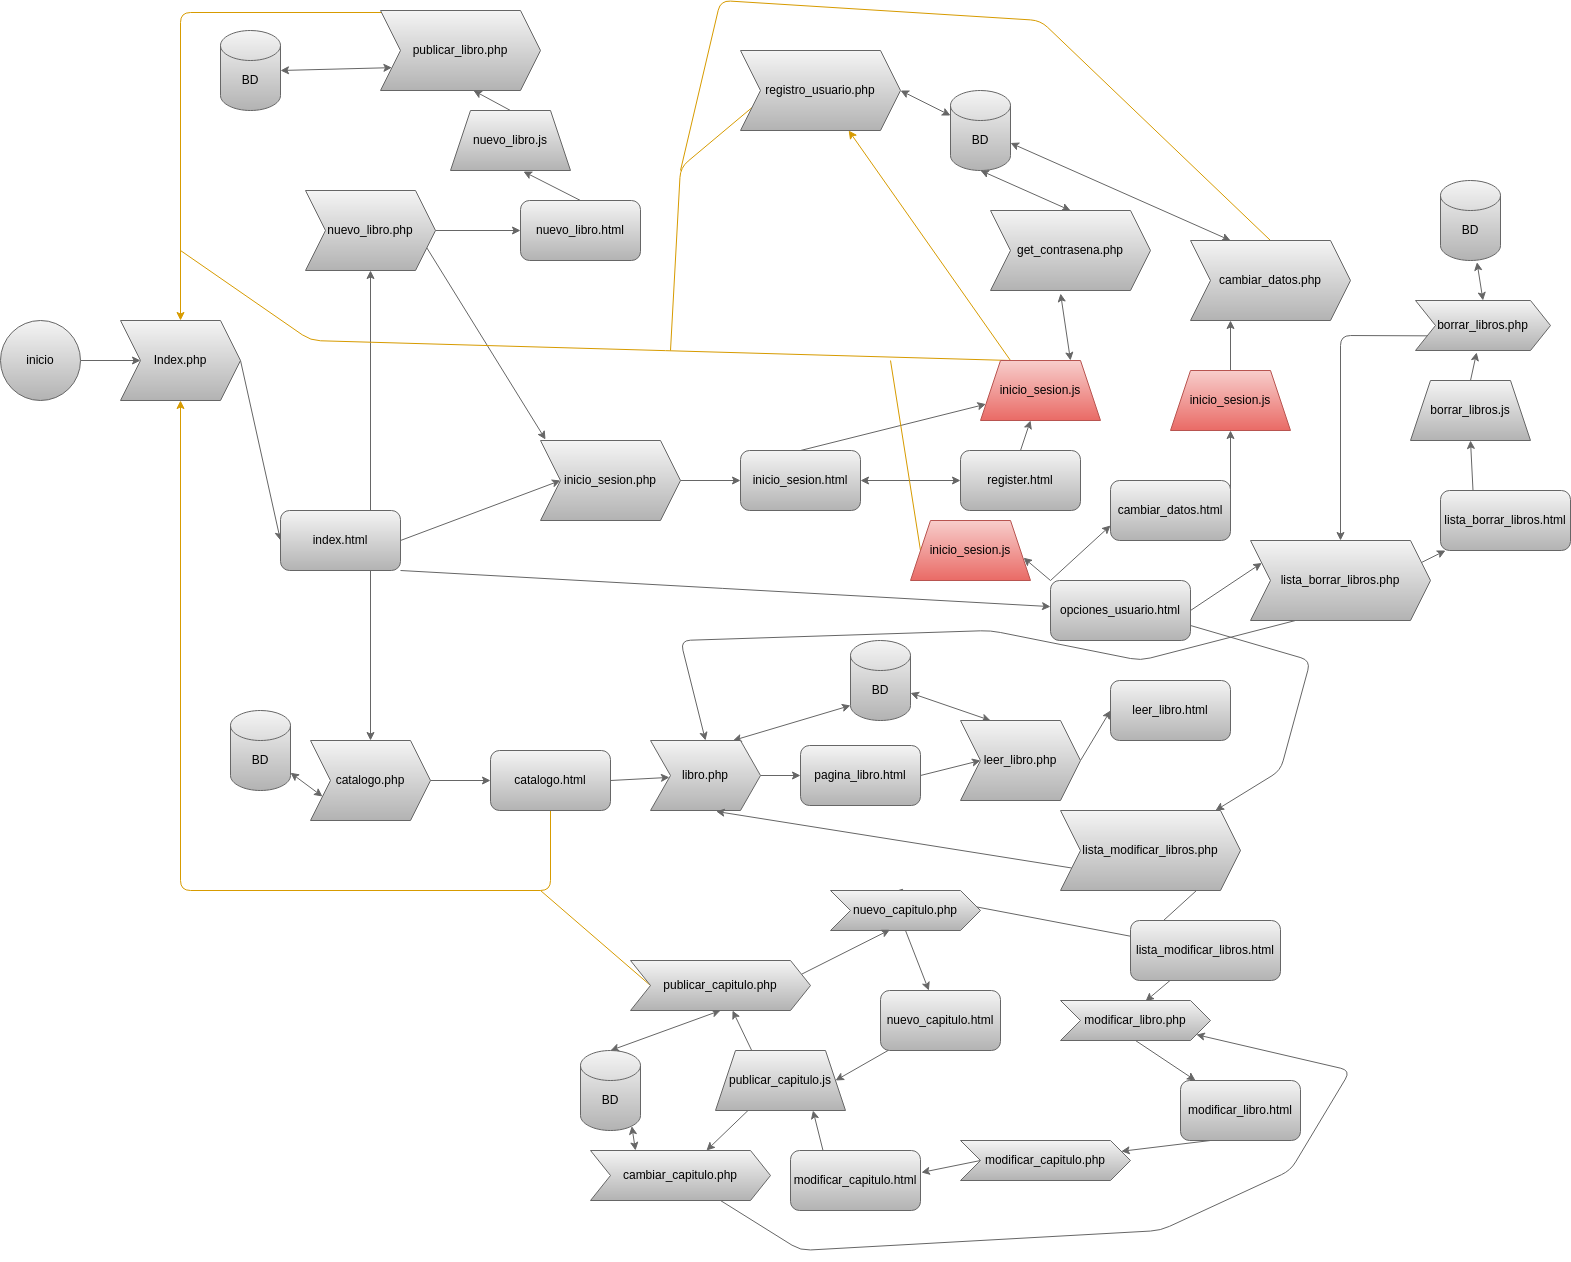 publicar_libro.php
BD
registro_usuario.php
nuevo_libro.js
BD
nuevo_libro.php
nuevo_libro.html
get_contrasena.php
BD
cambiar_datos.php
borrar_libros.php
inicio
Index.php
inicio_sesion.js
inicio_sesion.js
borrar_libros.js
inicio_sesion.php
inicio_sesion.html
register.html
cambiar_datos.html
lista_borrar_libros.html
index.html
inicio_sesion.js
lista_borrar_libros.php
opciones_usuario.html
BD
leer_libro.html
BD
catalogo.php
catalogo.html
libro.php
pagina_libro.html
leer_libro.php
lista_modificar_libros.php
nuevo_capitulo.php
lista_modificar_libros.html
publicar_capitulo.php
nuevo_capitulo.html
modificar_libro.php
BD
publicar_capitulo.js
modificar_libro.html
cambiar_capitulo.php
modificar_capitulo.html
modificar_capitulo.php